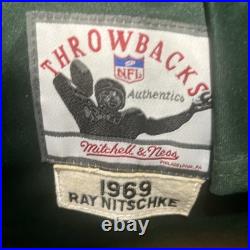 THROWBACKS
NFL
Authentics
Mitchell & Ness
PHILADELPHIA, PA.
1969
RAY NITSCHKE